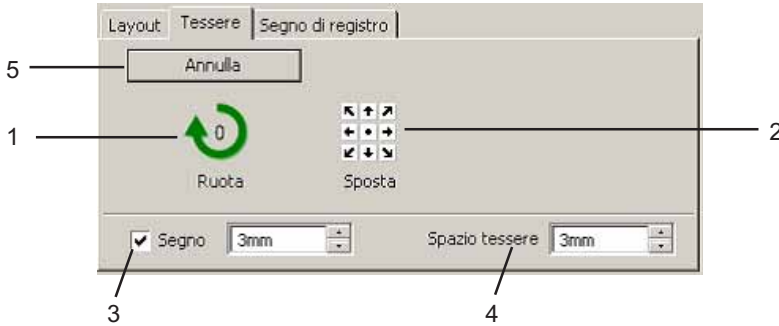 Layout Tessere Segno di registro
5 Annulla
1 0 2
Ruota Sposta
Segno 3mm Spazio tessere 3mm
3 4